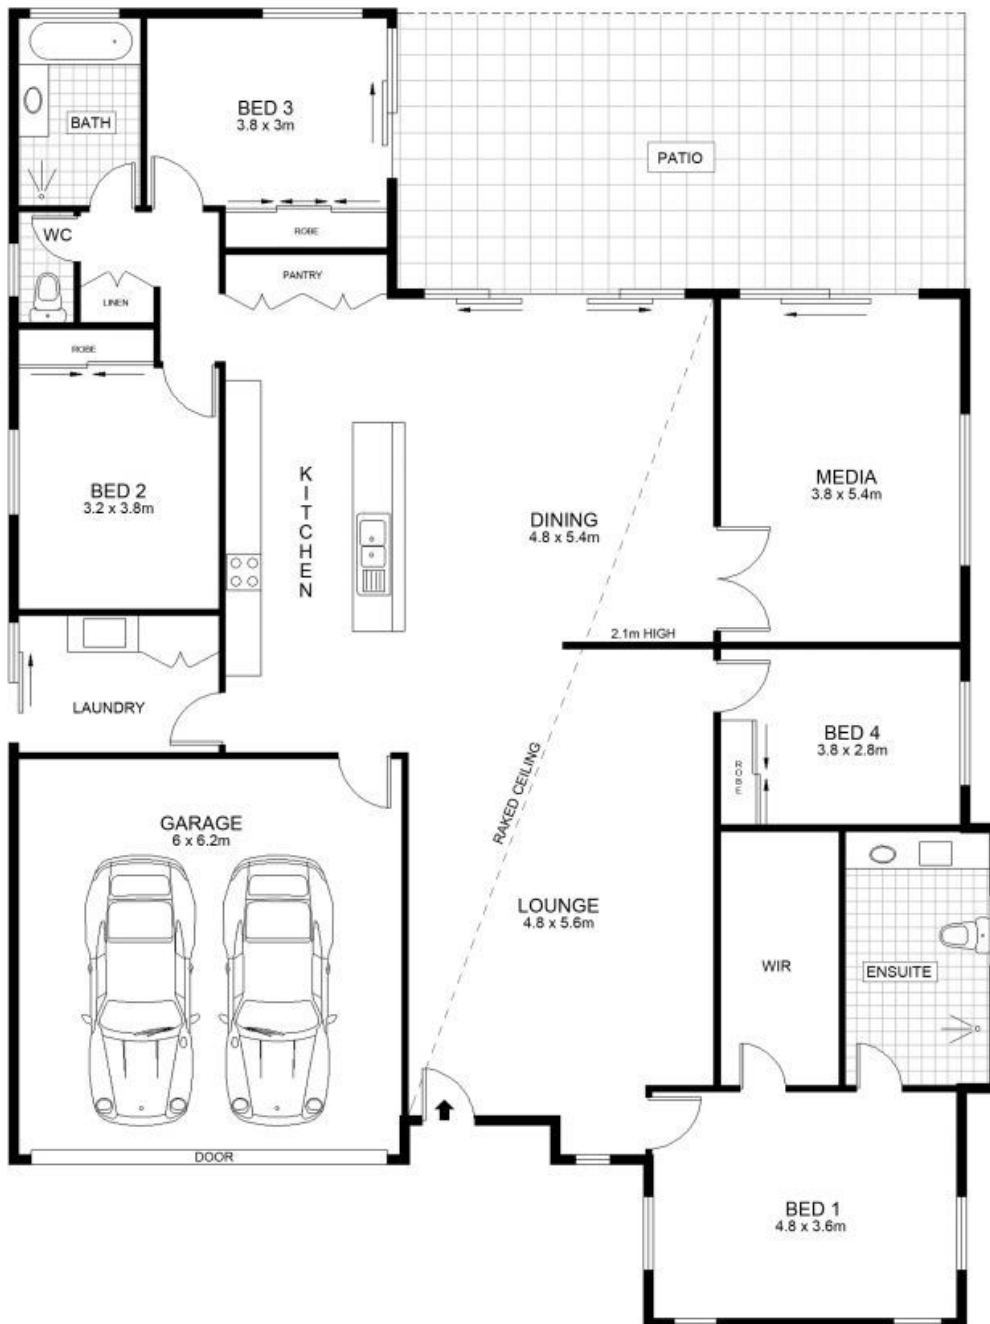 BED 3
3.8 x 3m
BATH
PATIO
ROBE
WC
PANTRY
LINEN
ROBE
KITCHEN
MEDIA
3.8 x 5.4m
BED 2
3.2 x 3.8m
DINING
4.8 x 5.4m
2.1m HIGH
LAUNDRY
BED 4
3.8 x 2.8m
ROBE
RAKED CEILING
GARAGE
6 x 6.2m
LOUNGE
4.8 x 5.6m
WIR
ENSUITE
DOOR
BED 1
4.8 x 3.6m